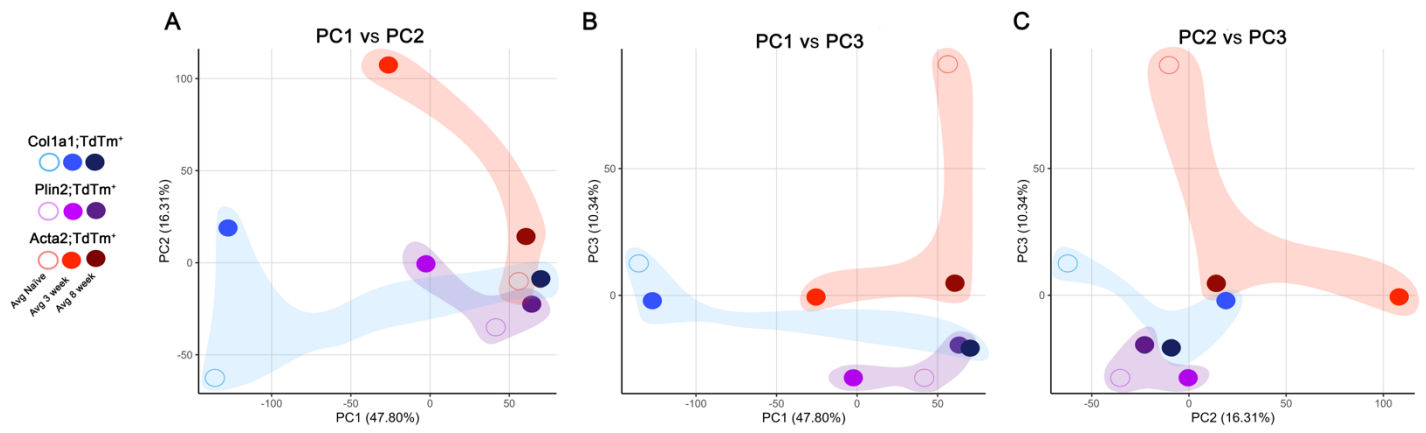 A
PC1 vs PC2
PC2 (16.31%)
100
50
0
-50
-100
-50
0
50
PC1 (47.80%)
B
PC1 vs PC3
PC3 (10.34%)
50
0
-100
-50
0
50
PC1 (47.80%)
C
PC2 vs PC3
PC3 (10.34%)
50
0
-50
0
50
100
PC2 (16.31%)
Col1a1;TdTm⁺
Plin2;TdTm⁺
Acta2;TdTm⁺
Avg Naïve
Avg 3 week
Avg 8 week